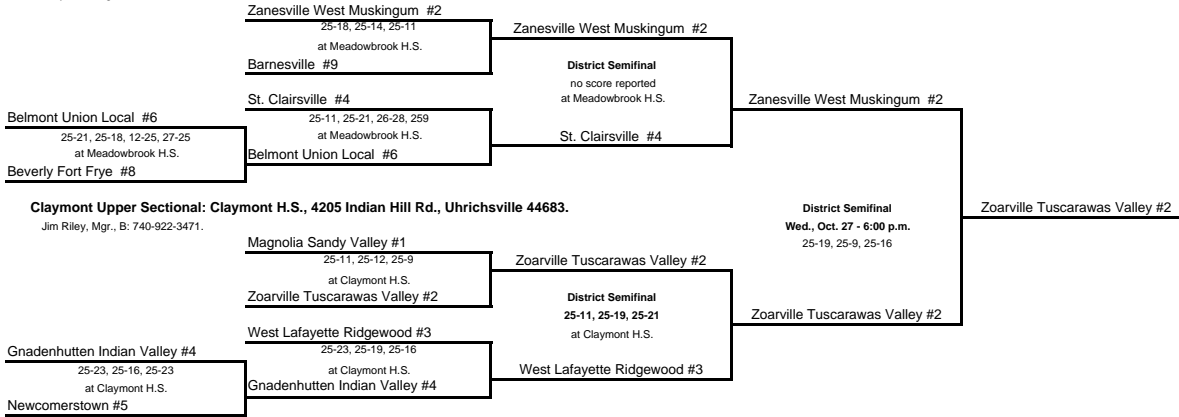 Zanesville West Muskingum #2
25-18, 25-14, 25-11
at Meadowbrook H.S.
Barnesville #9
Zanesville West Muskingum #2
District Semifinal
no score reported
at Meadowbrook H.S.
St. Clairsville #4
25-11, 25-21, 26-28, 259
at Meadowbrook H.S.
Belmont Union Local #6
Belmont Union Local #6
25-21, 25-18, 12-25, 27-25
at Meadowbrook H.S.
Beverly Fort Frye #8
St. Clairsville #4
Zanesville West Muskingum #2
Claymont Upper Sectional: Claymont H.S., 4205 Indian Hill Rd., Uhrichsville 44683.
Jim Riley, Mgr., B: 740-922-3471.
District Semifinal
Wed., Oct. 27 - 6:00 p.m.
25-19, 25-9, 25-16
Zoarville Tuscarawas Valley #2
Magnolia Sandy Valley #1
25-11, 25-12, 25-9
at Claymont H.S.
Zoarville Tuscarawas Valley #2
Zoarville Tuscarawas Valley #2
District Semifinal
25-11, 25-19, 25-21
at Claymont H.S.
Zoarville Tuscarawas Valley #2
West Lafayette Ridgewood #3
25-23, 25-19, 25-16
at Claymont H.S.
Gnadenhutten Indian Valley #4
West Lafayette Ridgewood #3
Gnadenhutten Indian Valley #4
25-23, 25-16, 25-23
at Claymont H.S.
Newcomerstown #5